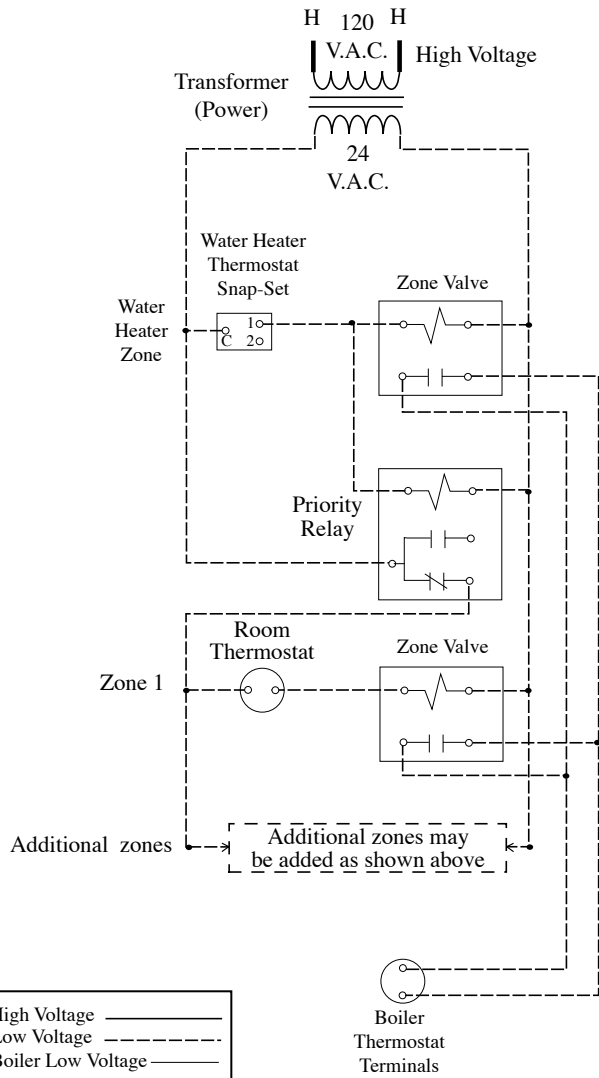 H 120 H
V.A.C. High Voltage
Transformer
(Power)
24
V.A.C.
Water Heater
Thermostat
Snap-Set
Zone Valve
Water
Heater
Zone
1
C 2
Priority
Relay
Room
Thermostat
Zone Valve
Zone 1
Additional zones
Additional zones may
be added as shown above
High Voltage
Low Voltage
Boiler Low Voltage
Boiler
Thermostat
Terminals